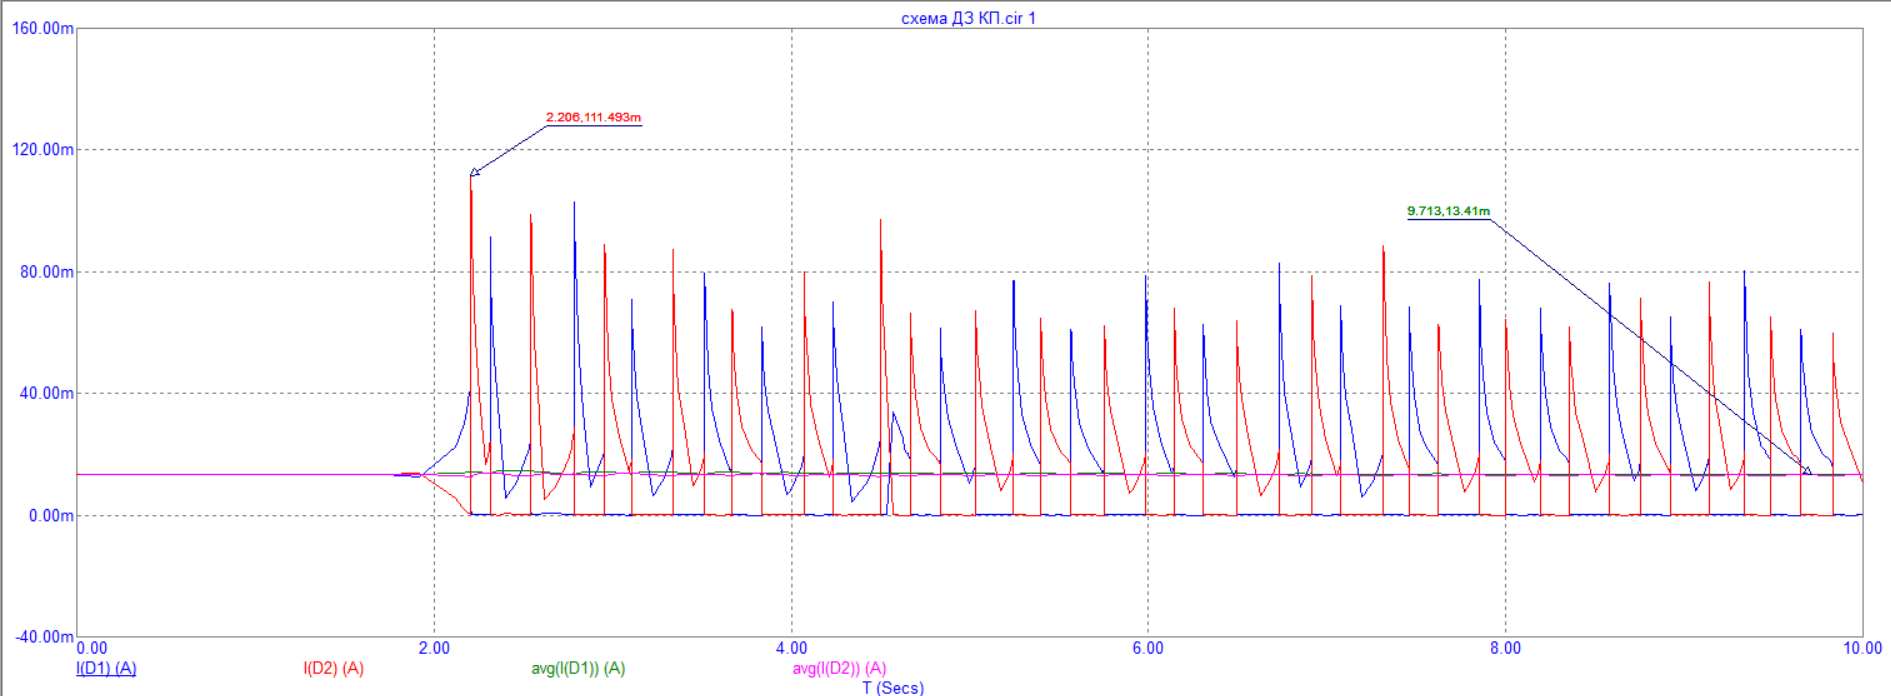 схема ДЗ КП.cir 1
160.00m
2.206,111.493m
120.00m
9.713,13.41m
80.00m
40.00m
0.00m
-40.00m
0.00 2.00 4.00 6.00 8.00 10.00
I(D1) (A) I(D2) (A) avg(I(D1)) (A) avg(I(D2)) (A)
T (Secs)